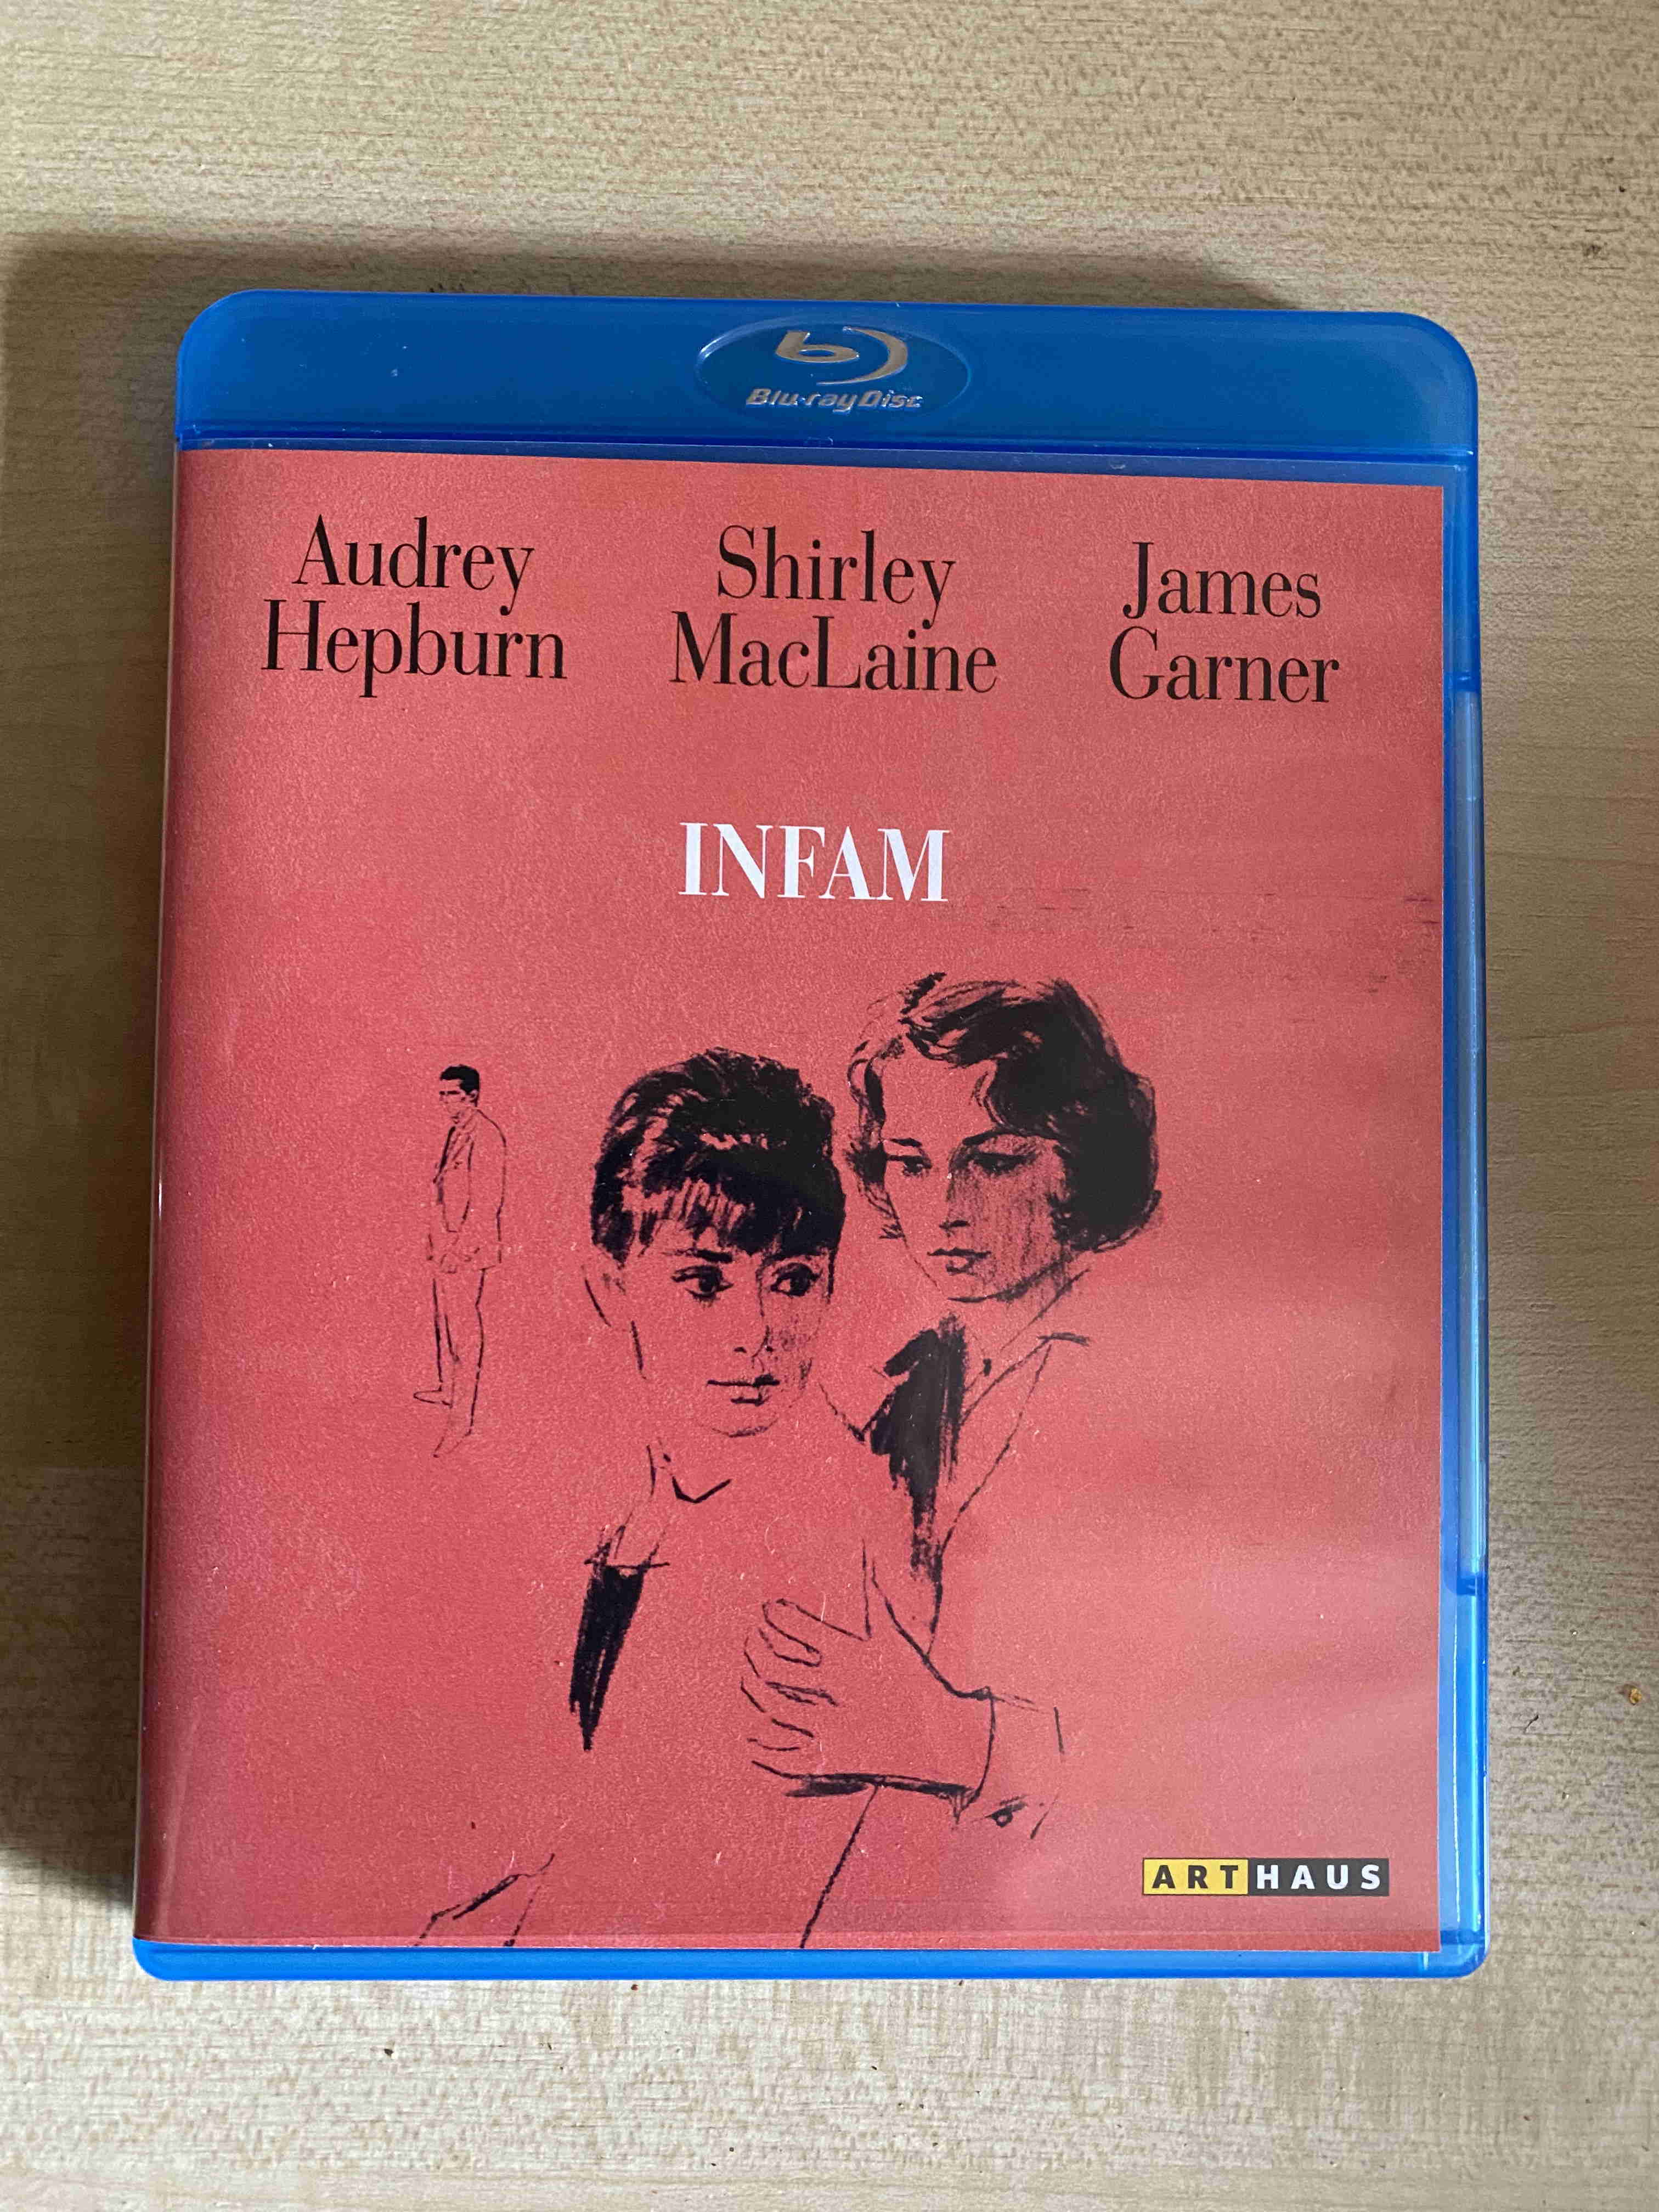 Blu-ray Disc
Audrey Hepburn
Shirley MacLaine
James Garner
INFAM
ARTHAUS